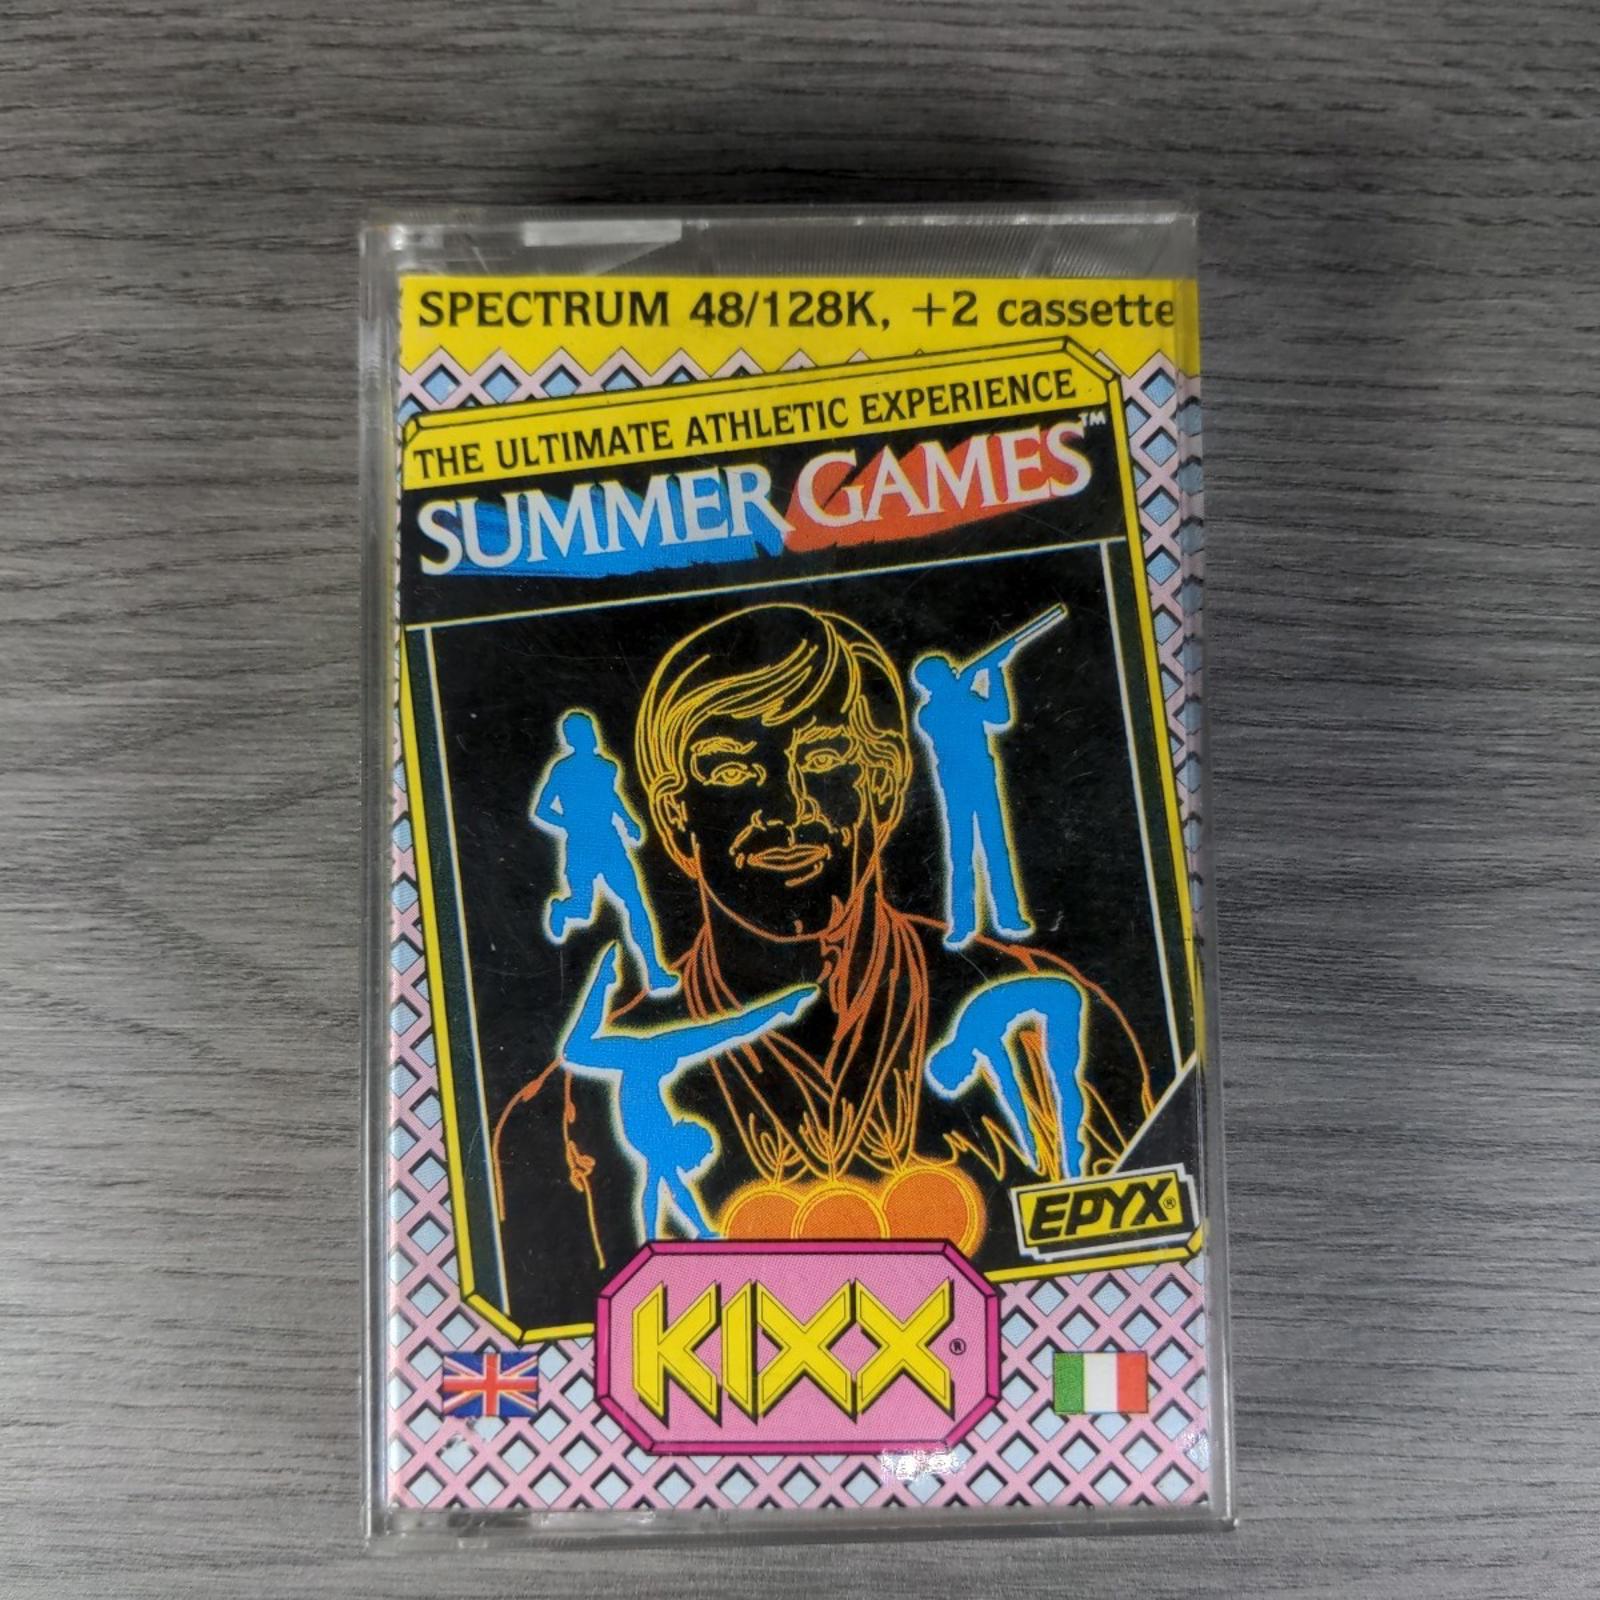 SPECTRUM 48/128K, +2 cassette
THE ULTIMATE ATHLETIC EXPERIENCE
SUMMER GAMES™
EPYX®
KIXX®